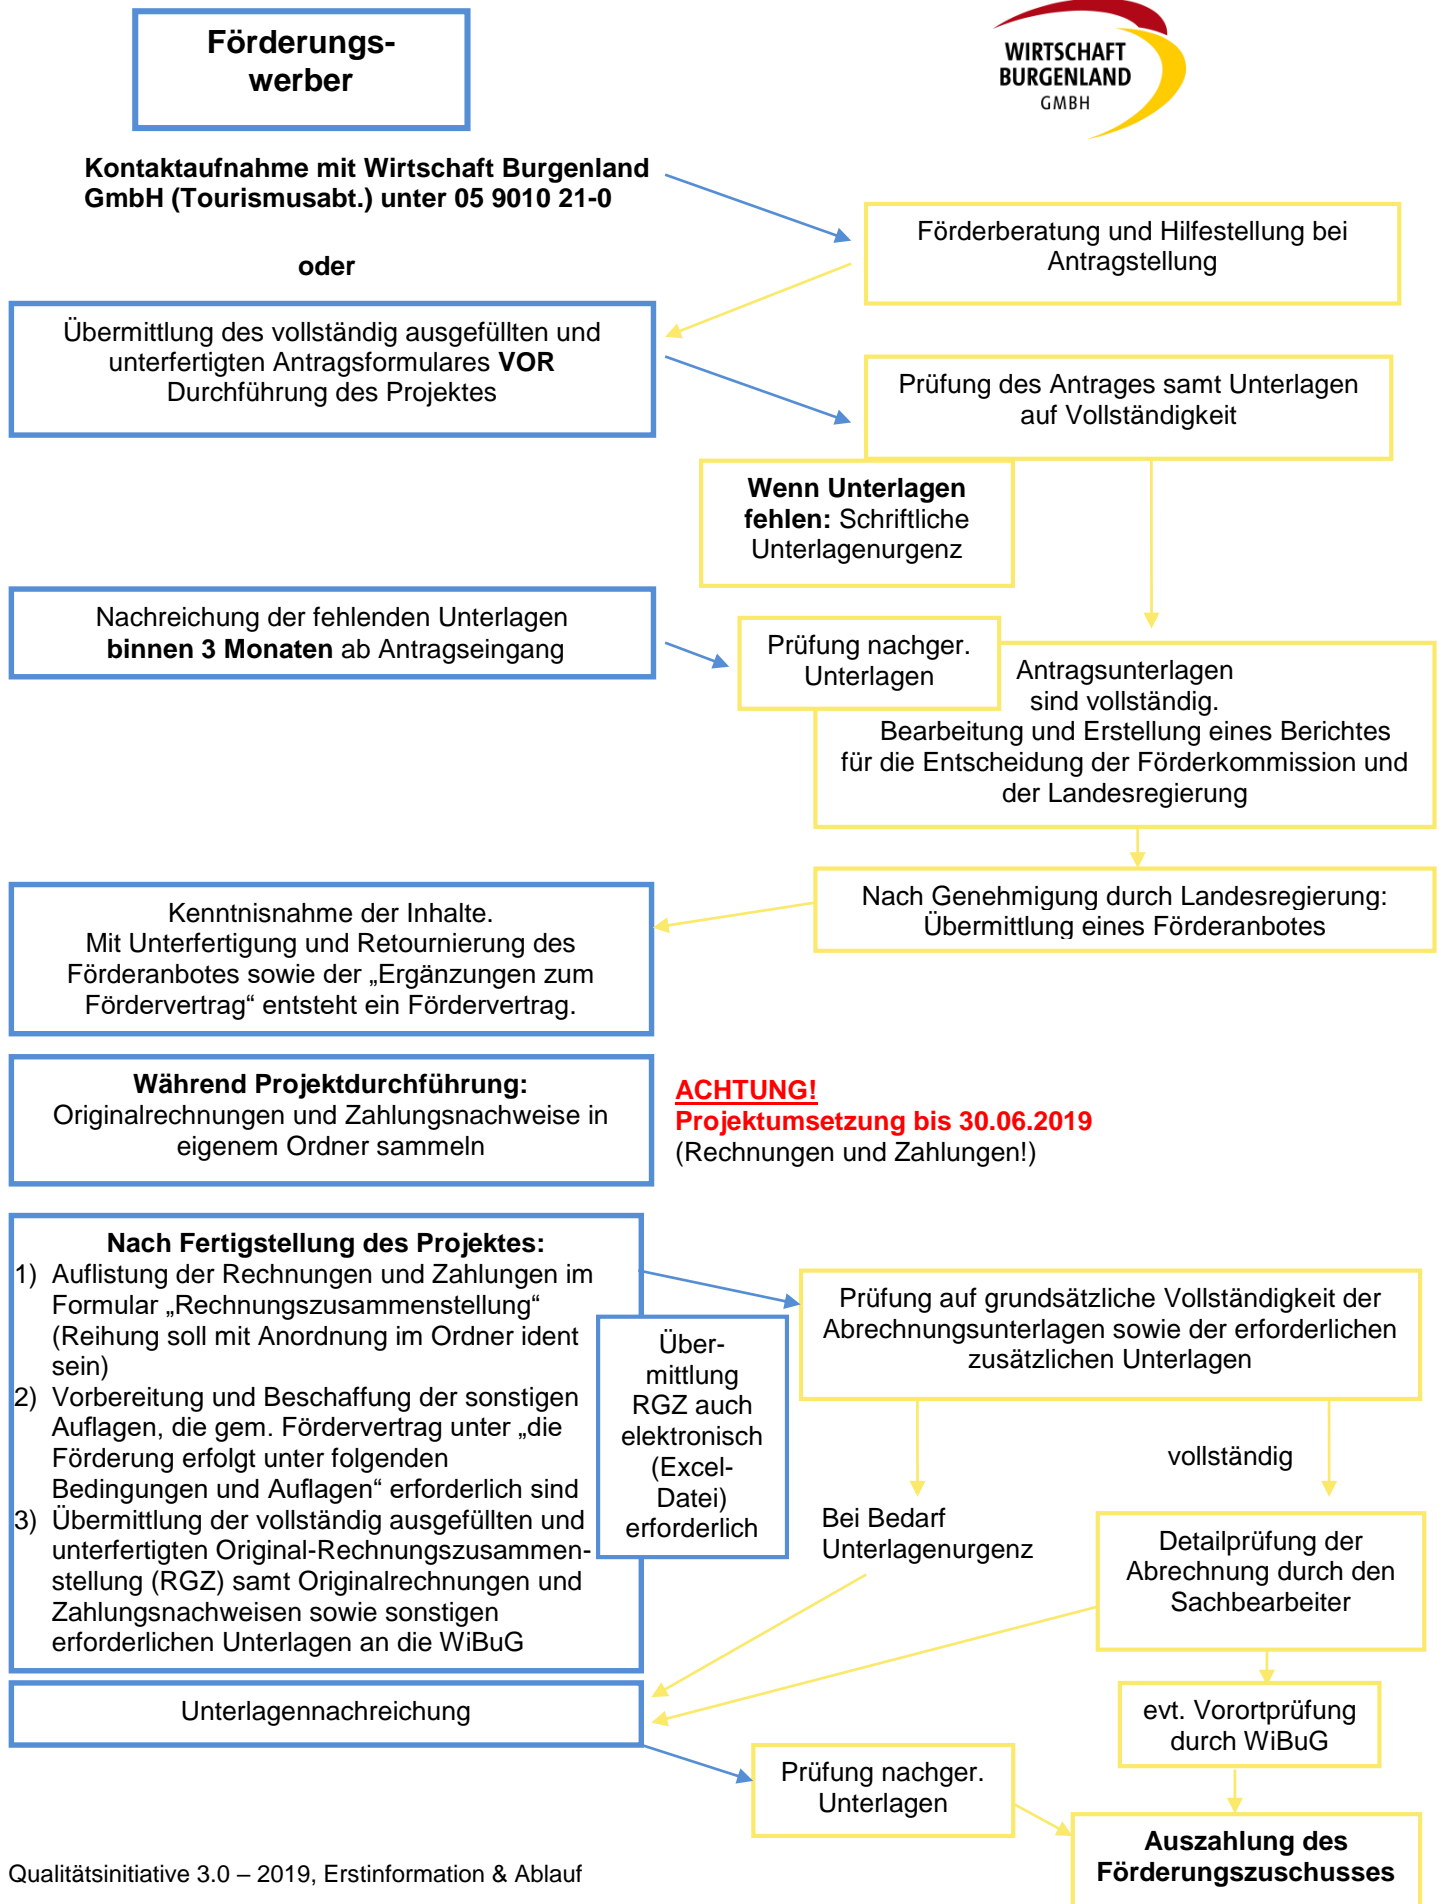 Förderungs-
werber
WIRTSCHAFT
BURGENLAND
GMBH
Kontaktaufnahme mit Wirtschaft Burgenland
GmbH (Tourismusabt.) unter 05 9010 21-0
Förderberatung und Hilfestellung bei
Antragstellung
oder
Übermittlung des vollständig ausgefüllten und
unterfertigten Antragsformulares VOR
Durchführung des Projektes
Prüfung des Antrages samt Unterlagen
auf Vollständigkeit
Wenn Unterlagen
fehlen: Schriftliche
Unterlagenurgenz
Nachreichung der fehlenden Unterlagen
binnen 3 Monaten ab Antragseingang
Prüfung nachger.
Unterlagen
Antragsunterlagen
sind vollständig.
Bearbeitung und Erstellung eines Berichtes
für die Entscheidung der Förderkommission und
der Landesregierung
Nach Genehmigung durch Landesregierung:
Übermittlung eines Förderanbotes
Kenntnisnahme der Inhalte.
Mit Unterfertigung und Retournierung des
Förderanbotes sowie der „Ergänzungen zum
Fördervertrag“ entsteht ein Fördervertrag.
Während Projektdurchführung:
Originalrechnungen und Zahlungsnachweise in
eigenem Ordner sammeln
ACHTUNG!
Projektumsetzung bis 30.06.2019
(Rechnungen und Zahlungen!)
Nach Fertigstellung des Projektes:
1) Auflistung der Rechnungen und Zahlungen im
Formular „Rechnungszusammenstellung“
(Reihung soll mit Anordnung im Ordner ident
sein)
2) Vorbereitung und Beschaffung der sonstigen
Auflagen, die gem. Fördervertrag unter „die
Förderung erfolgt unter folgenden
Bedingungen und Auflagen“ erforderlich sind
3) Übermittlung der vollständig ausgefüllten und
unterfertigten Original-Rechnungszusammen-
stellung (RGZ) samt Originalrechnungen und
Zahlungsnachweisen sowie sonstigen
erforderlichen Unterlagen an die WiBuG
Über-
mittlung
RGZ auch
elektronisch
(Excel-
Datei)
erforderlich
Prüfung auf grundsätzliche Vollständigkeit der
Abrechnungsunterlagen sowie der erforderlichen
zusätzlichen Unterlagen
vollständig
Bei Bedarf
Unterlagenurgenz
Detailprüfung der
Abrechnung durch den
Sachbearbeiter
Unterlagennachreichung
evt. Vorortprüfung
durch WiBuG
Prüfung nachger.
Unterlagen
Auszahlung des
Förderungszuschusses
Qualitätsinitiative 3.0 – 2019, Erstinformation & Ablauf